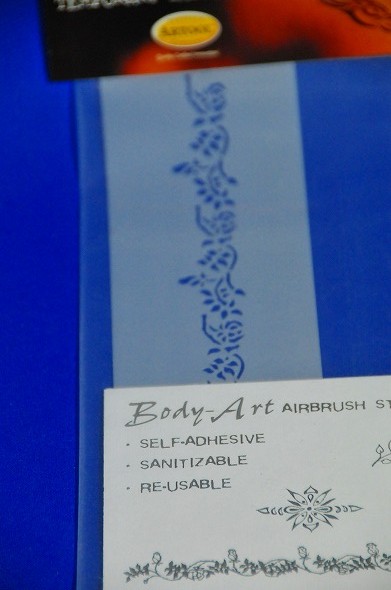 Body-Art AIRBRUSH ST
· SELF-ADHESIVE
· SANITIZABLE
· RE-USABLE